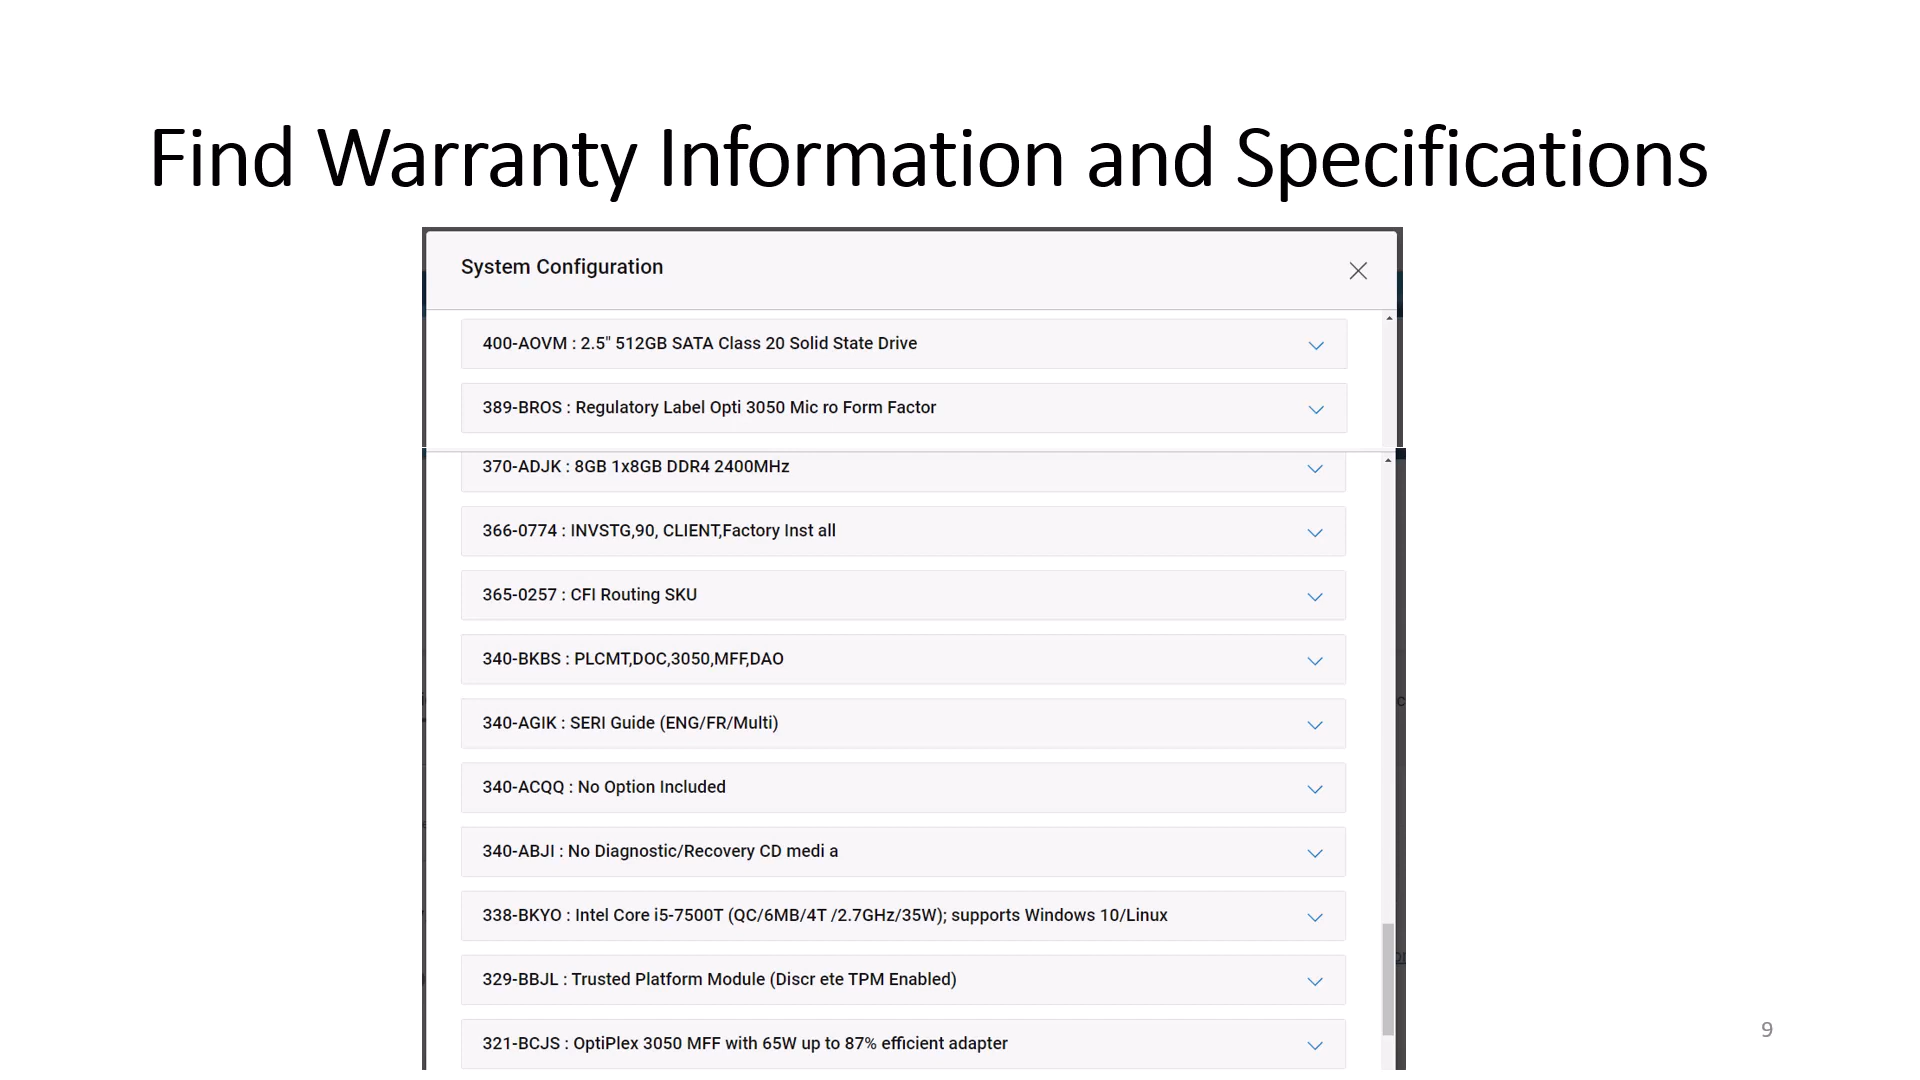 Find Warranty Information and Specifications
System Configuration
400-AOVM : 2.5" 512GB SATA Class 20 Solid State Drive
389-BROS : Regulatory Label Opti 3050 Mic ro Form Factor
370-ADJK : 8GB 1x8GB DDR4 2400MHz
366-0774 : INVSTG,90, CLIENT,Factory Inst all
365-0257 : CFI Routing SKU
340-BKBS : PLCMT,DOC,3050,MFF,DAO
340-AGIK : SERI Guide (ENG/FR/Multi)
340-ACQQ : No Option Included
340-ABJI : No Diagnostic/Recovery CD medi a
338-BKYO : Intel Core i5-7500T (QC/6MB/4T /2.7GHz/35W); supports Windows 10/Linux
329-BBJL : Trusted Platform Module (Discr ete TPM Enabled)
321-BCJS : OptiPlex 3050 MFF with 65W up to 87% efficient adapter
9